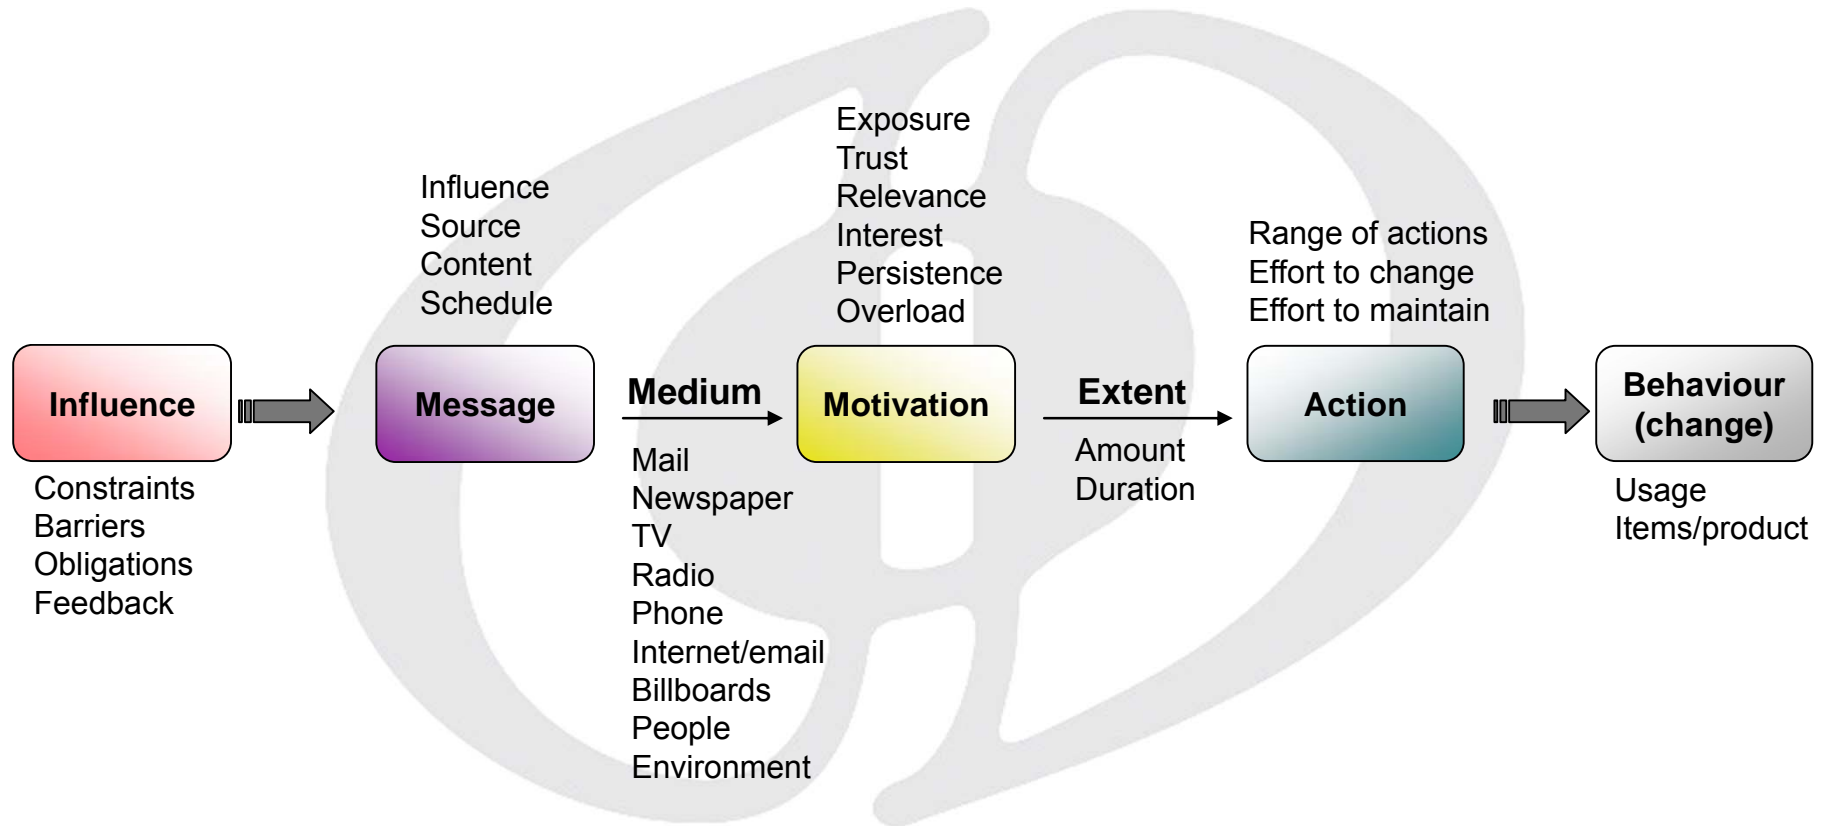 Influence
Constraints
Barriers
Obligations
Feedback
Influence
Source
Content
Schedule
Message
Medium
Mail
Newspaper
TV
Radio
Phone
Internet/email
Billboards
People
Environment
Exposure
Trust
Relevance
Interest
Persistence
Overload
Motivation
Extent
Amount
Duration
Range of actions
Effort to change
Effort to maintain
Action
Behaviour
(change)
Usage
Items/product